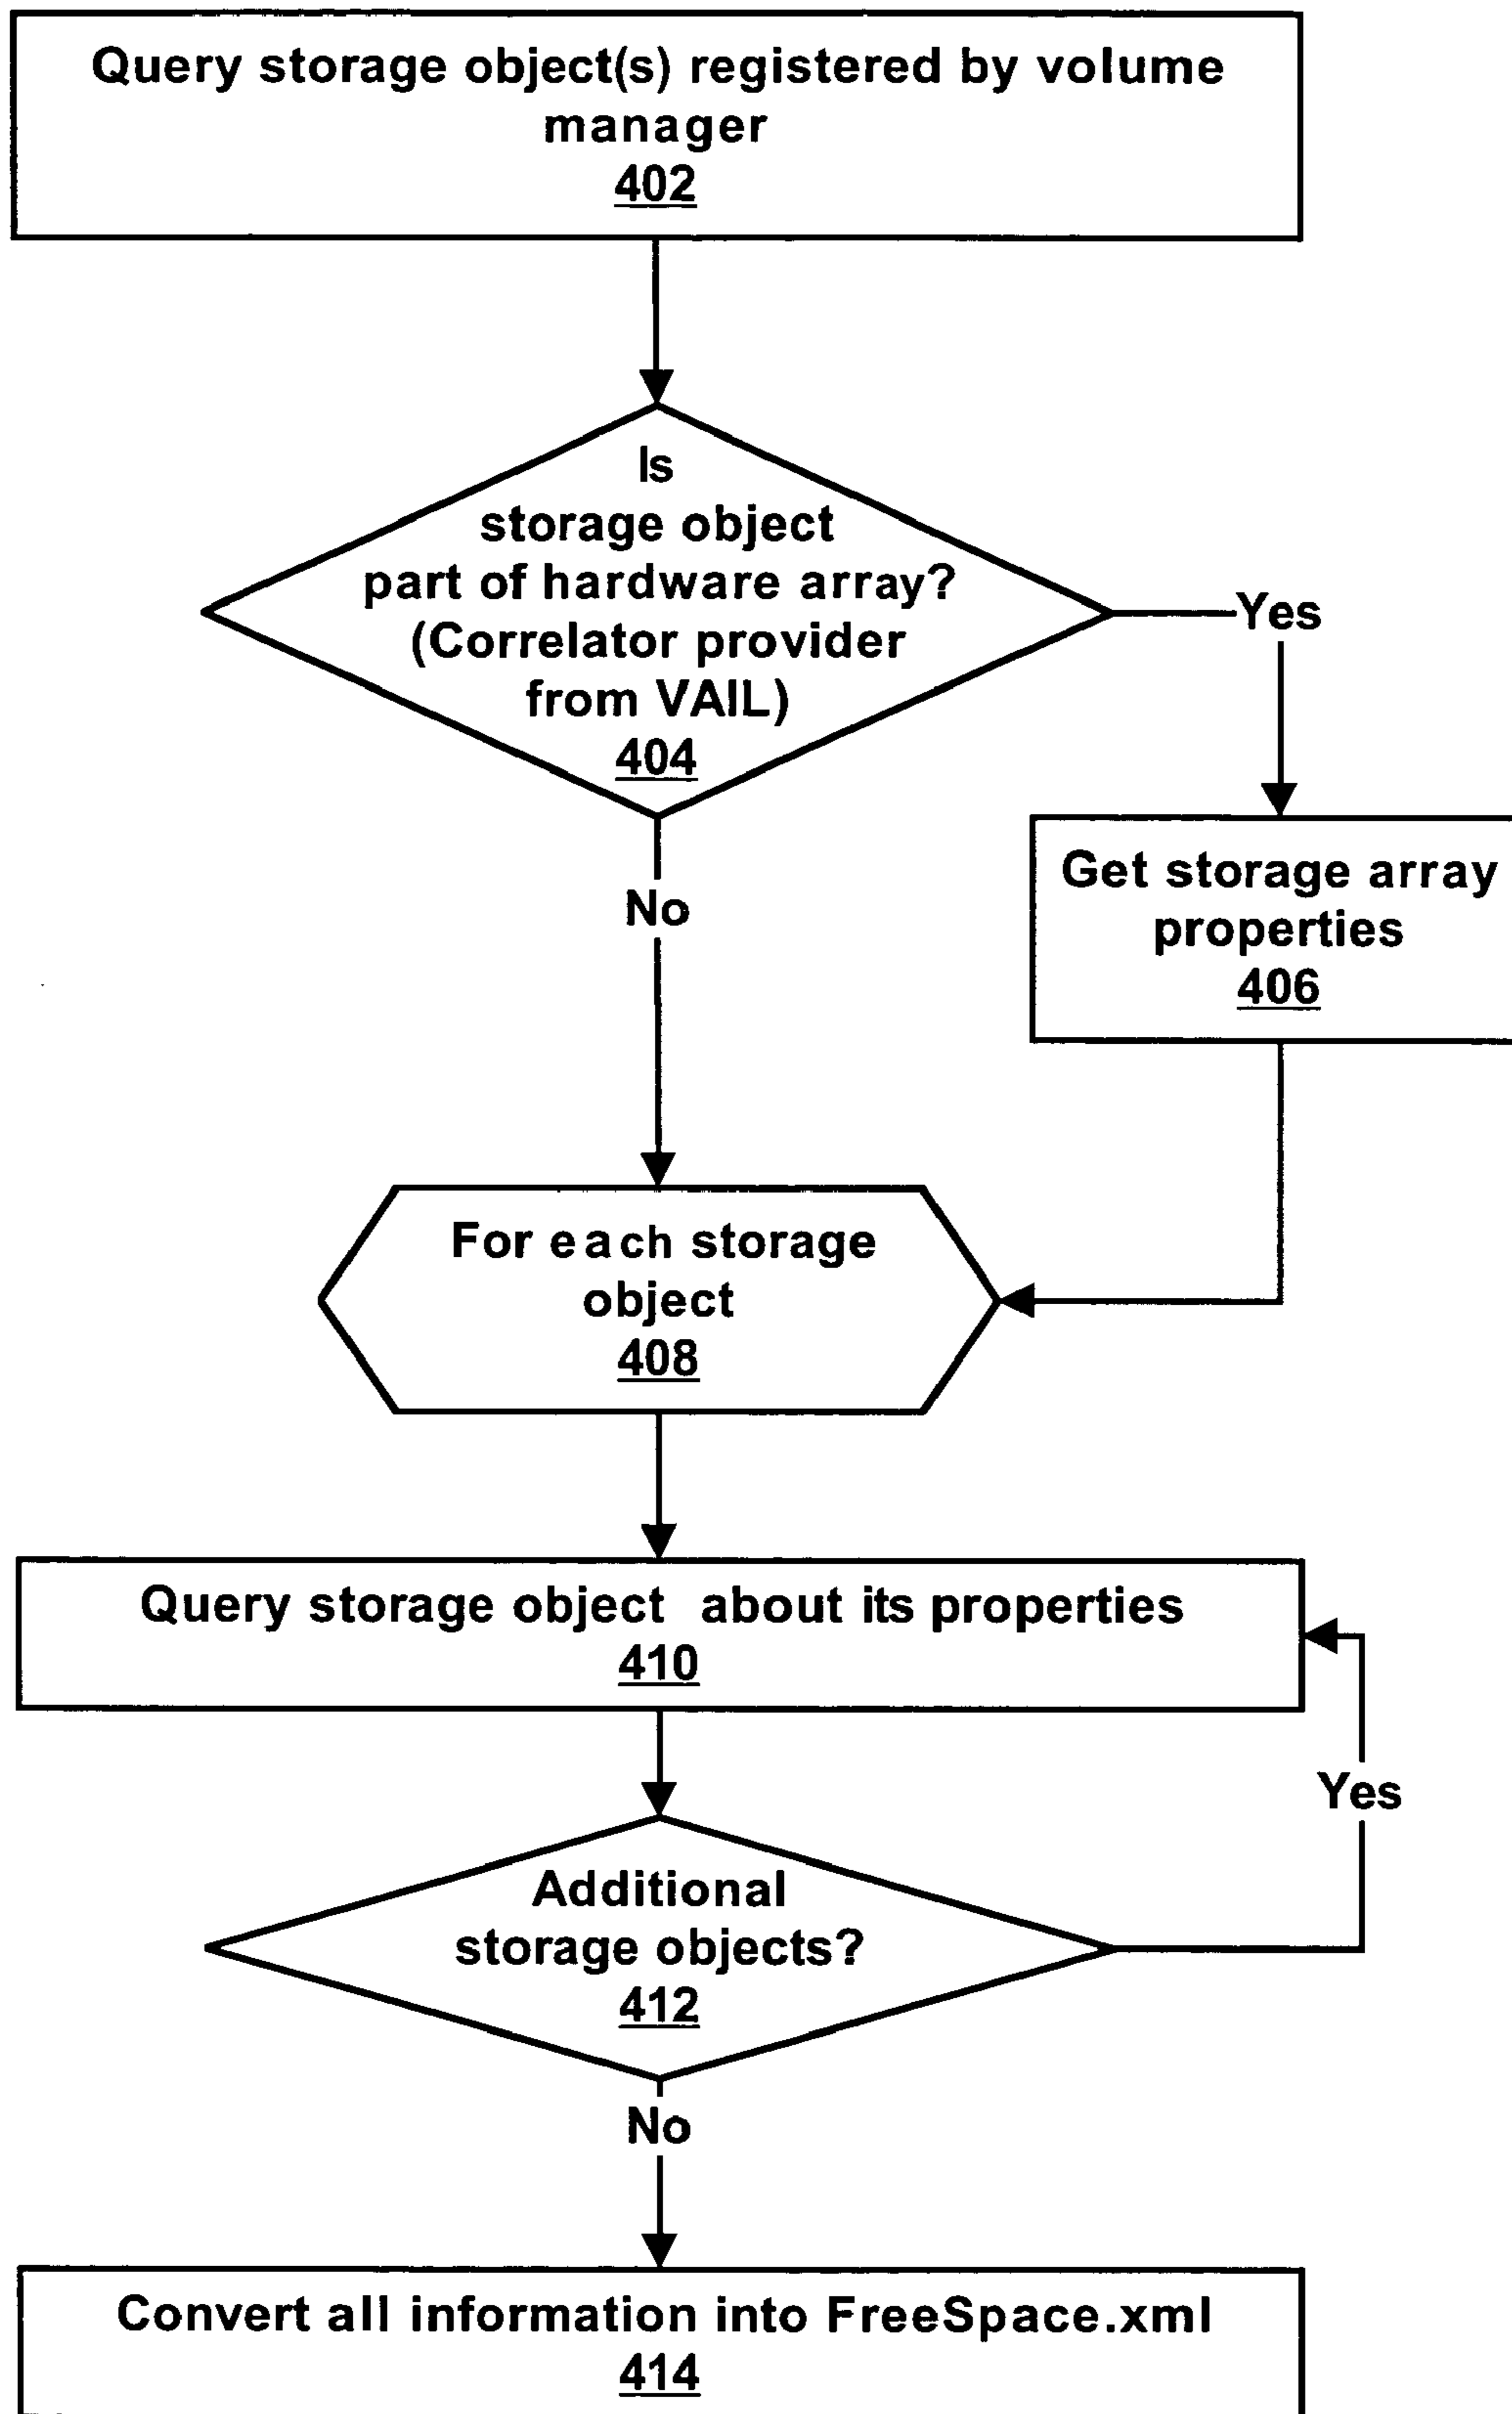 Query storage object(s) registered by volume
manager
402
Is
storage object
part of hardware array?
(Correlator provider
from VAIL)
404
Yes
No
Get storage array
properties
406
For each storage
object
408
Query storage object about its properties
410
Yes
Additional
storage objects?
412
No
Convert all information into FreeSpace.xml
414